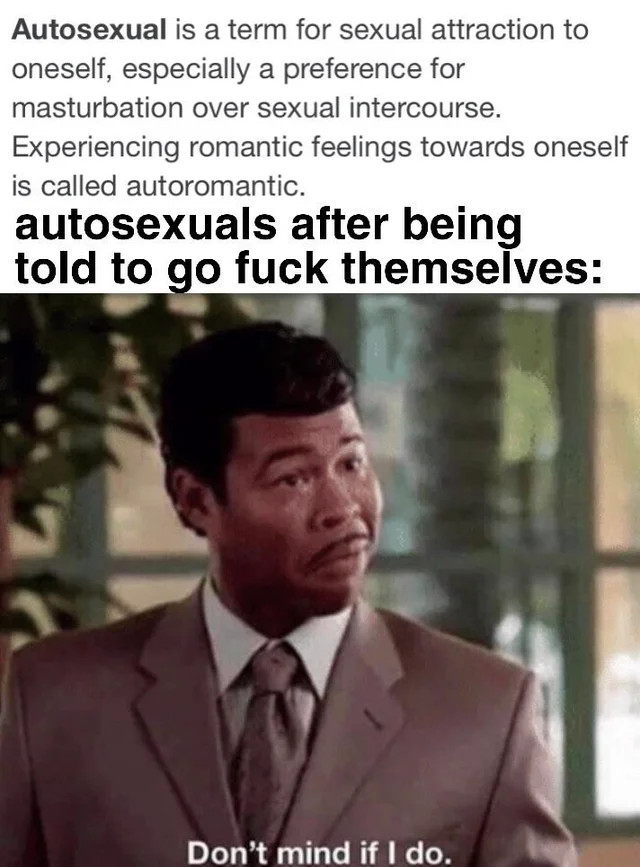 Autosexual is a term for sexual attraction to
oneself, especially a preference for
masturbation over sexual intercourse.
Experiencing romantic feelings towards oneself
is called autoromantic.
autosexuals after being
told to go fuck themselves:
Don't mind if I do.